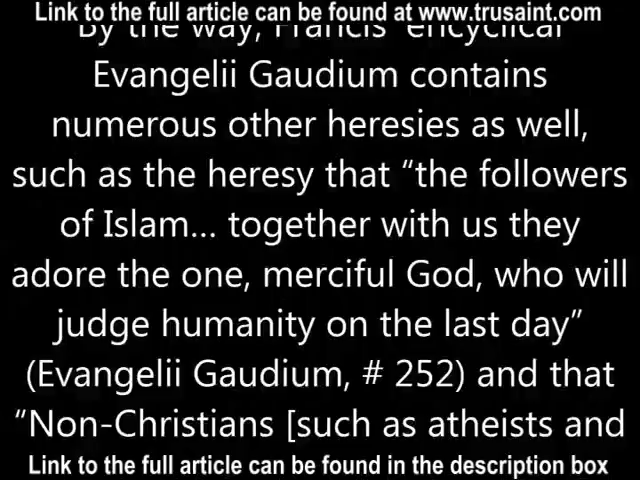 Link to the full article can be found at www.trusaint.com
By the way, Francis' encyclical
Evangelii Gaudium contains
numerous other heresies as well,
such as the heresy that “the followers
of Islam... together with us they
adore the one, merciful God, who will
judge humanity on the last day”
(Evangelii Gaudium, # 252) and that
“Non-Christians [such as atheists and
Link to the full article can be found in the description box